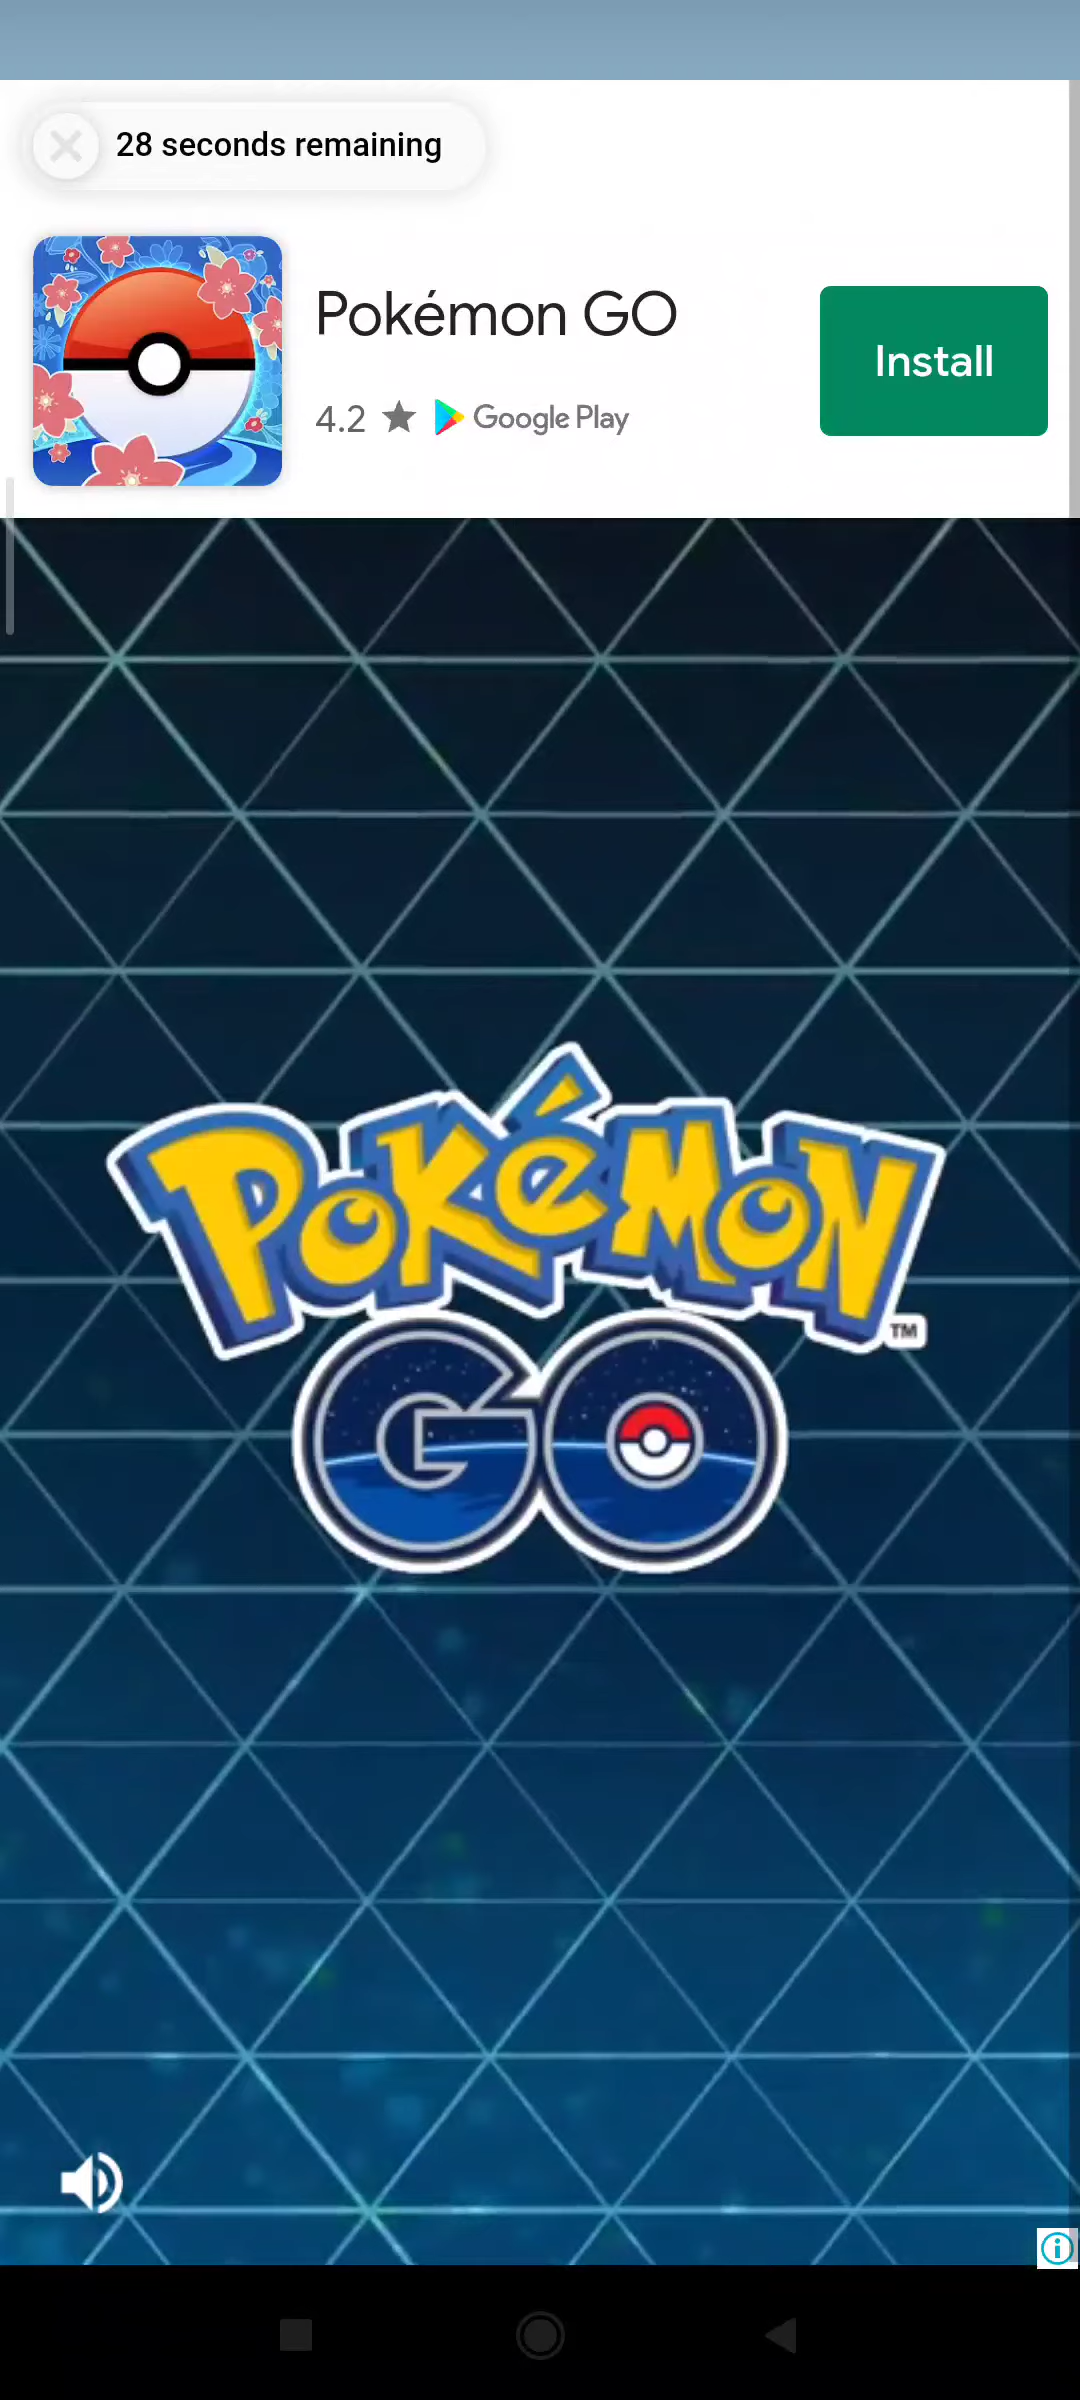 28 seconds remaining
Pokémon GO
Install
4.2 ★ Google Play
POKéMON
TM
GO